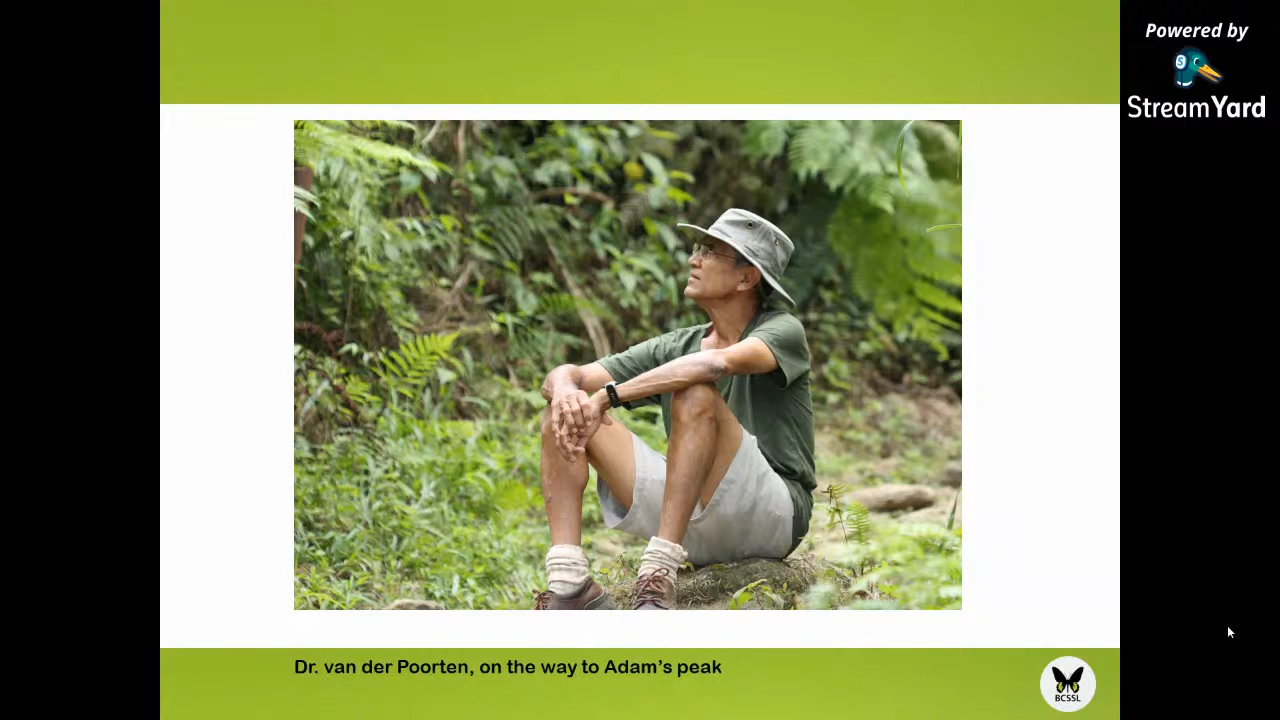 Powered by
S
StreamYard
Dr. van der Poorten, on the way to Adam's peak
BCSSL